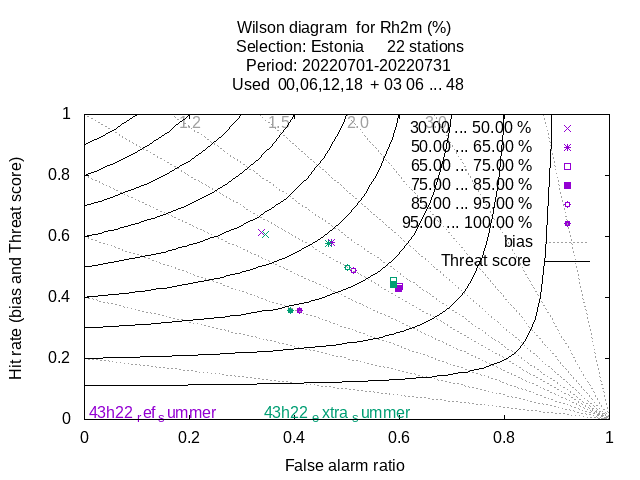 Wilson diagram  for Rh2m (%)
Selection: Estonia     22 stations
Period: 20220701-20220731
Used  00,06,12,18  + 03 06 ... 48
1.2 1.5 2.0 3.0
30.00 ... 50.00 %
50.00 ... 65.00 %
65.00 ... 75.00 %
75.00 ... 85.00 %
85.00 ... 95.00 %
95.00 ... 100.00 %
bias
Threat score
Hit rate (bias and Threat score)
1
0.8
0.6
0.4
0.2
0
43h22_ref_summer 43h22_extra_summer
0 0.2 0.4 0.6 0.8 1
False alarm ratio